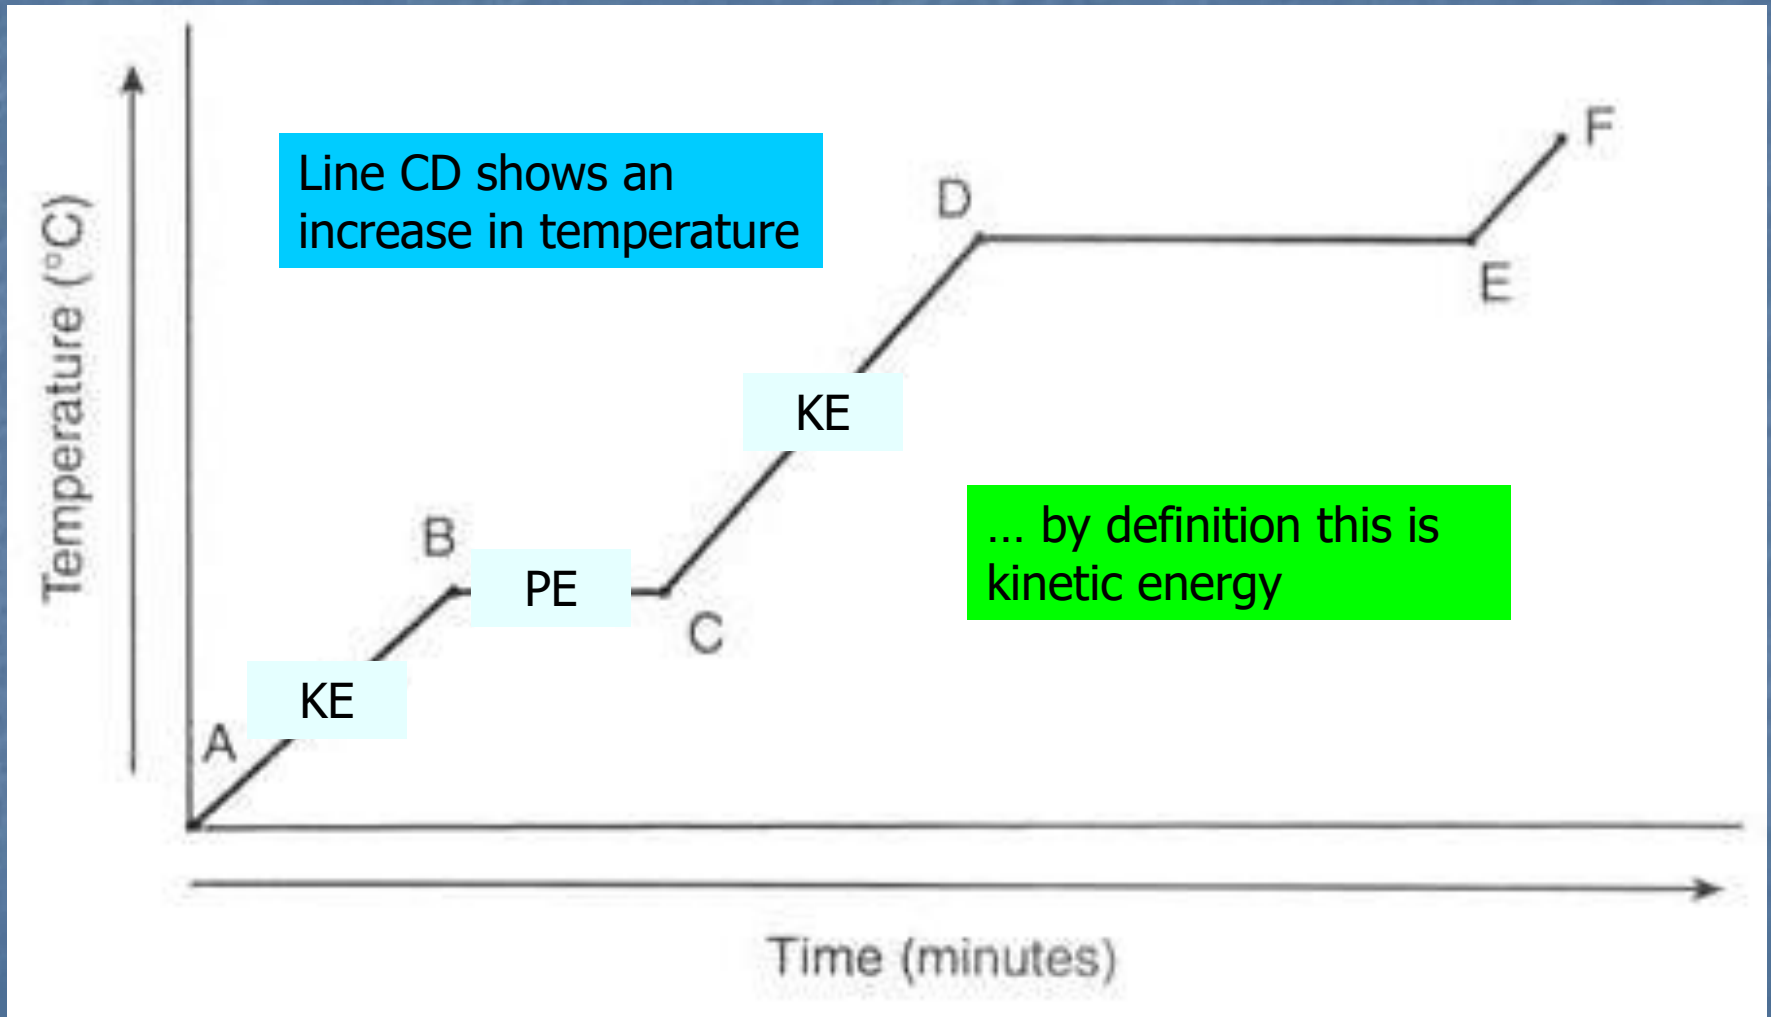 Line CD shows an
increase in temperature
Temperature (°C)
F
D
E
KE
... by definition this is
kinetic energy
B
PE
C
KE
A
Time (minutes)